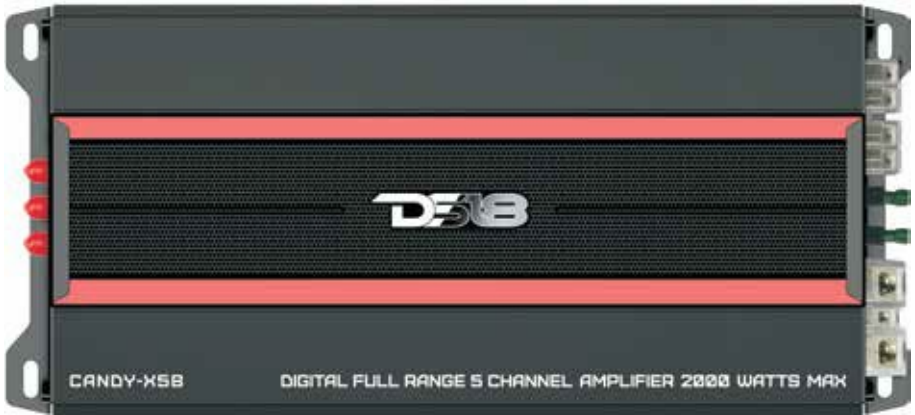 DS18
CANDY-X5B DIGITAL FULL RANGE 5 CHANNEL AMPLIFIER 2000 WATTS MAX